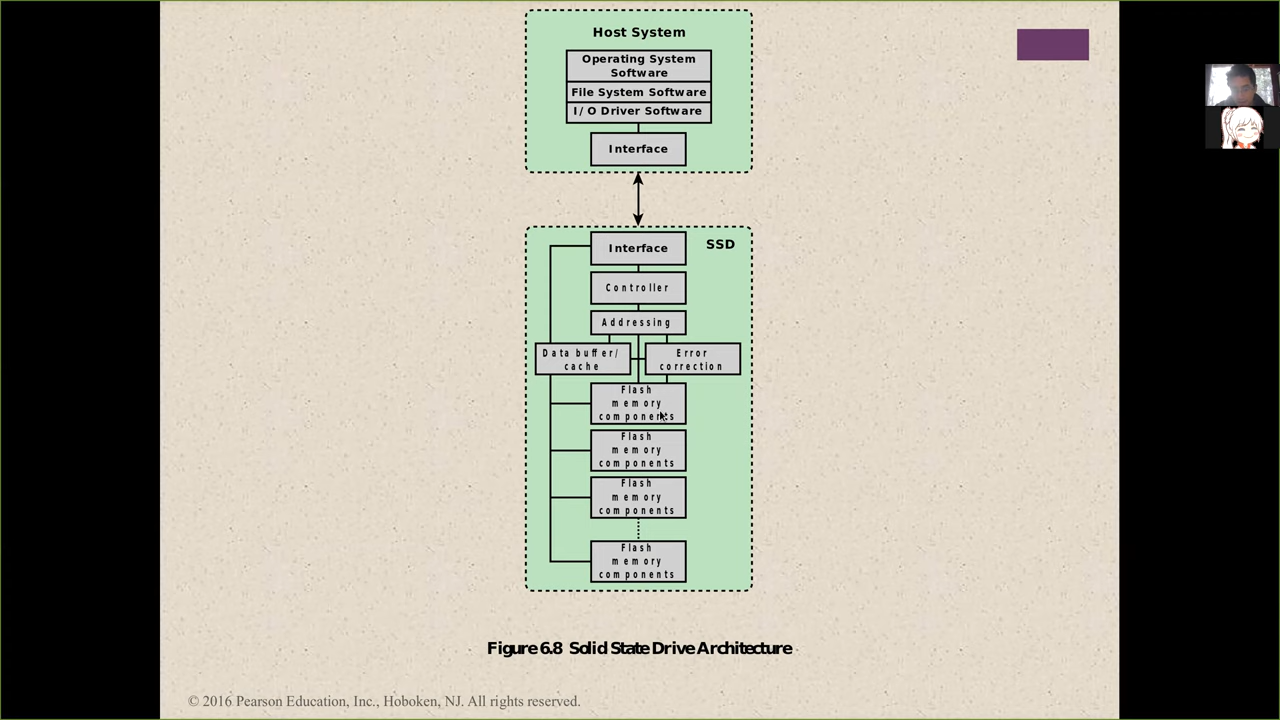 Host System
Operating System
Software
File System Software
I/O Driver Software
Interface
Interface
SSD
Controller
Addressing
Data buffer/
cache
Error
correction
Flash
memory
components
Flash
memory
components
Flash
memory
components
Flash
memory
components
Figure 6.8 Solid State Drive Architecture
© 2016 Pearson Education, Inc., Hoboken, NJ. All rights reserved.